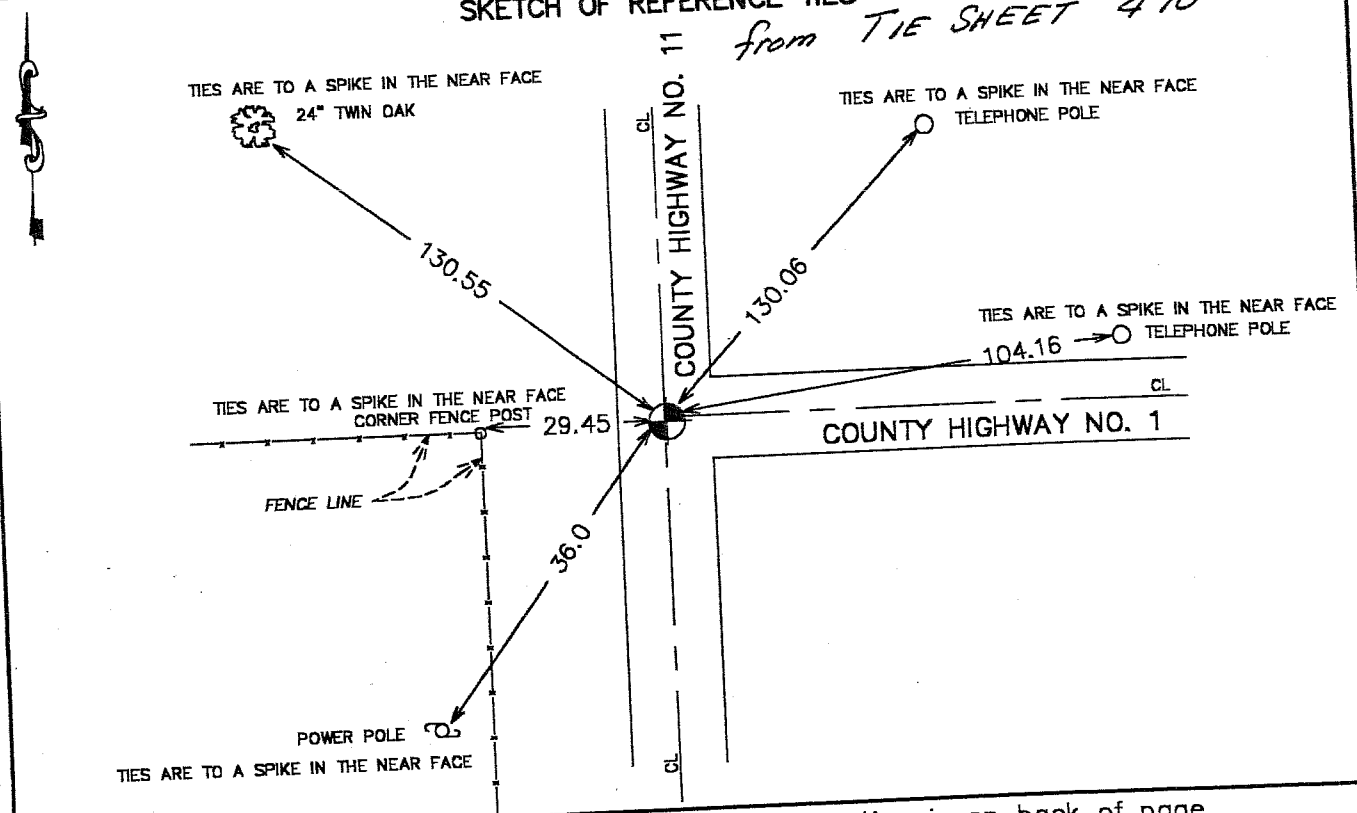 SKETCH OF REFERENCE TIES
from TIE SHEET
TIES ARE TO A SPIKE IN THE NEAR FACE
24" TWIN OAK
TIES ARE TO A SPIKE IN THE NEAR FACE
TELEPHONE POLE
CL
COUNTY HIGHWAY NO. 11
130.55
130.06
TIES ARE TO A SPIKE IN THE NEAR FACE
TELEPHONE POLE
104.16
CL
COUNTY HIGHWAY NO. 1
TIES ARE TO A SPIKE IN THE NEAR FACE
CORNER FENCE POST
29.45
FENCE LINE
36.0
POWER POLE
TIES ARE TO A SPIKE IN THE NEAR FACE
CL
on back of page